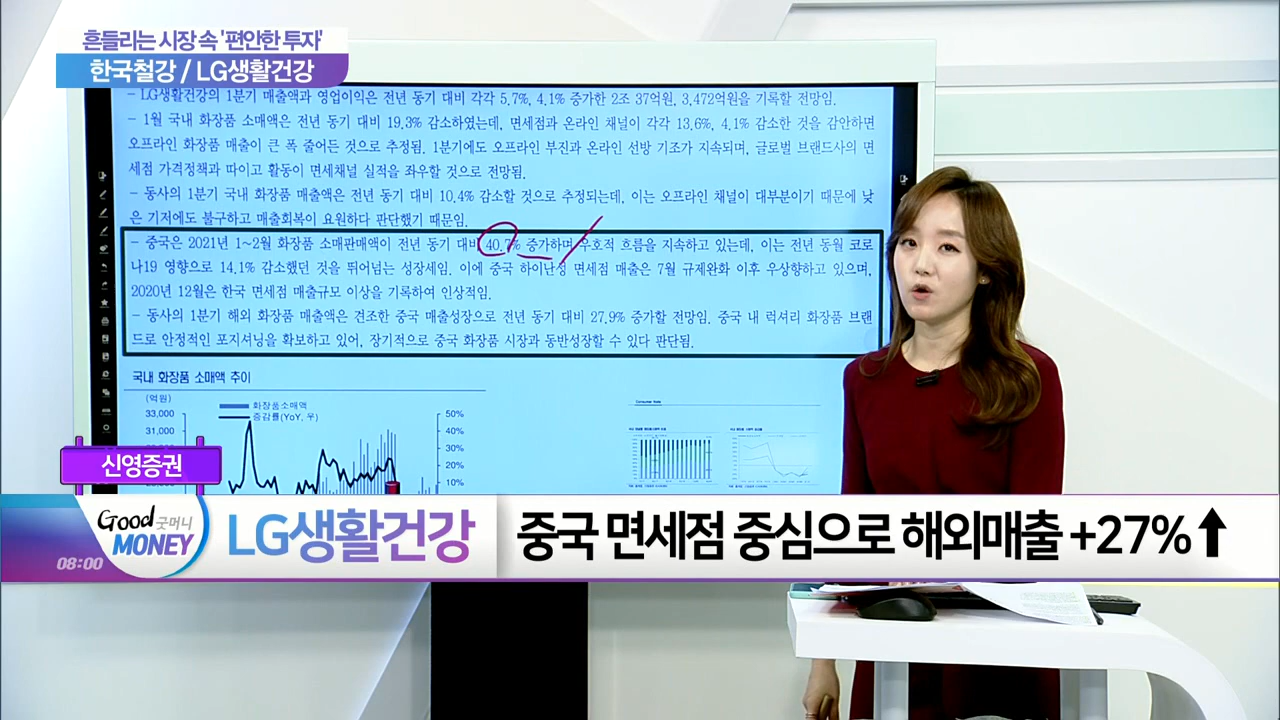 흔들리는 시장 속 '편안한 투자'
한국철강 / LG생활건강
- LG생활건강의 1분기 매출액과 영업이익은 전년 동기 대비 각각 5.7%, 4.1% 증가한 2조 37억원, 3,472억원을 기록할 전망임.
- 1월 국내 화장품 소매액은 전년 동기 대비 19.3% 감소하였는데, 면세점과 온라인 채널이 각각 13.6%, 4.1% 감소한 것을 감안하면
오프라인 화장품 매출이 큰 폭 줄어든 것으로 추정됨. 1분기에도 오프라인 부진과 온라인 선방 기조가 지속되며, 글로벌 브랜드사의 면
세점 가격정책과 따이고 활동이 면세채널 실적을 좌우할 것으로 전망됨.
- 동사의 1분기 국내 화장품 매출액은 전년 동기 대비 10.4% 감소할 것으로 추정되는데, 이는 오프라인 채널이 대부분이기 때문에 낮
은 기저에도 불구하고 매출회복이 요원하다 판단했기 때문임.
- 중국은 2021년 1~2월 화장품 소매판매액이 전년 동기 대비 40.7% 증가하며 우호적 흐름을 지속하고 있는데, 이는 전년 동월 코로
나19 영향으로 14.1% 감소했던 것을 뛰어넘는 성장세임. 이에 중국 하이난성 면세점 매출은 7월 규제완화 이후 우상향하고 있으며,
2020년 12월은 한국 면세점 매출규모 이상을 기록하여 인상적임.
- 동사의 1분기 해외 화장품 매출액은 견조한 중국 매출성장으로 전년 동기 대비 27.9% 증가할 전망임. 중국 내 럭셔리 화장품 브랜
드로 안정적인 포지셔닝을 확보하고 있어, 장기적으로 중국 화장품 시장과 동반성장할 수 있다 판단됨.
국내 화장품 소매액 추이
(억원)
화장품소매액
증감률(YoY, 우)
33,000
31,000
50%
40%
30%
20%
10%
신영증권
Good 굿머니
MONEY
08:00
LG생활건강
중국 면세점 중심으로 해외매출 +27%↑